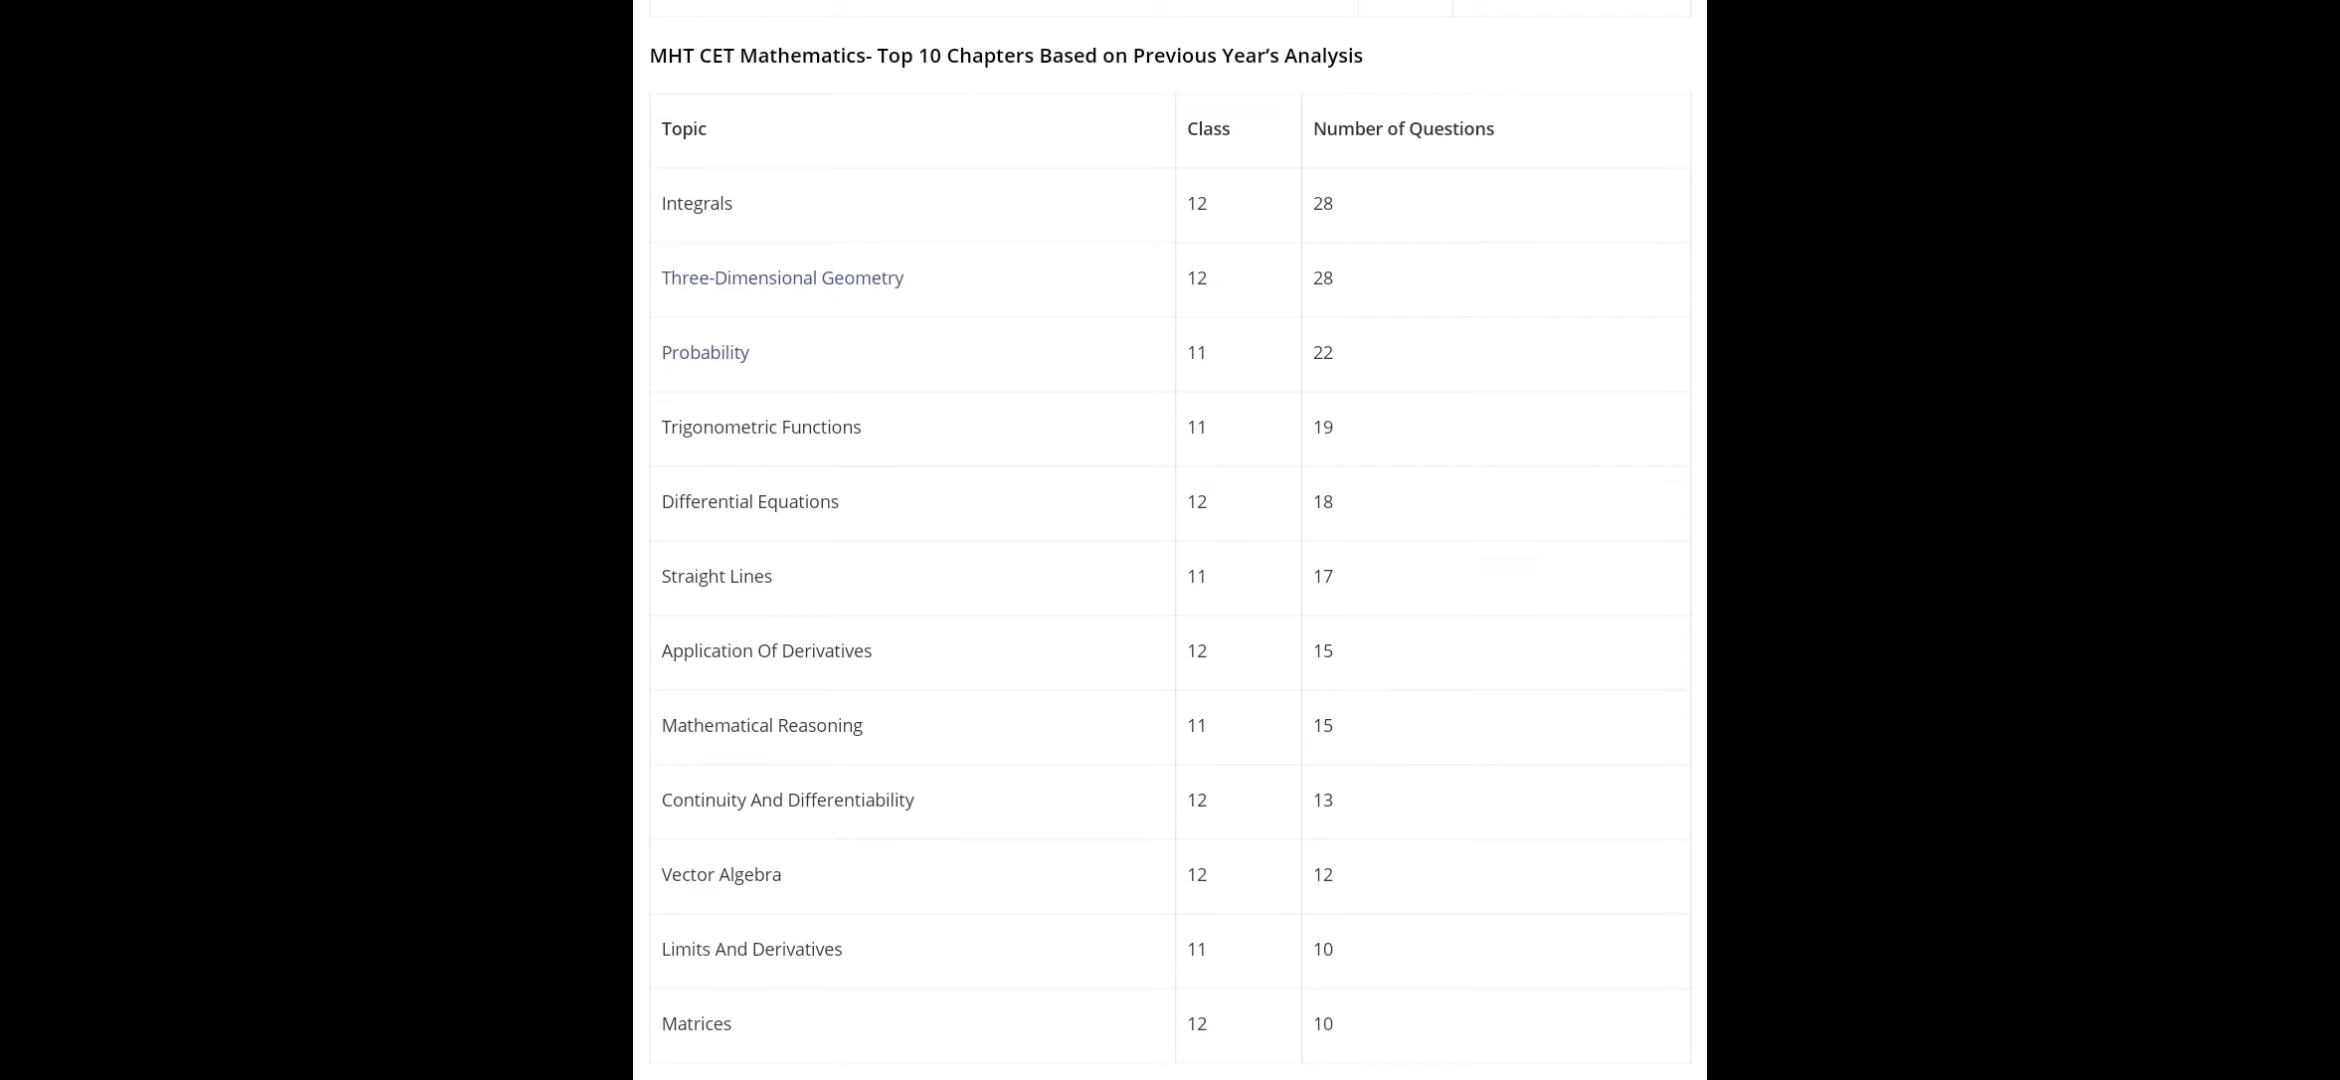 MHT CET Mathematics- Top 10 Chapters Based on Previous Year’s Analysis
Topic Class Number of Questions
Integrals 12 28
Three-Dimensional Geometry 12 28
Probability 11 22
Trigonometric Functions 11 19
Differential Equations 12 18
Straight Lines 11 17
Application Of Derivatives 12 15
Mathematical Reasoning 11 15
Continuity And Differentiability 12 13
Vector Algebra 12 12
Limits And Derivatives 11 10
Matrices 12 10